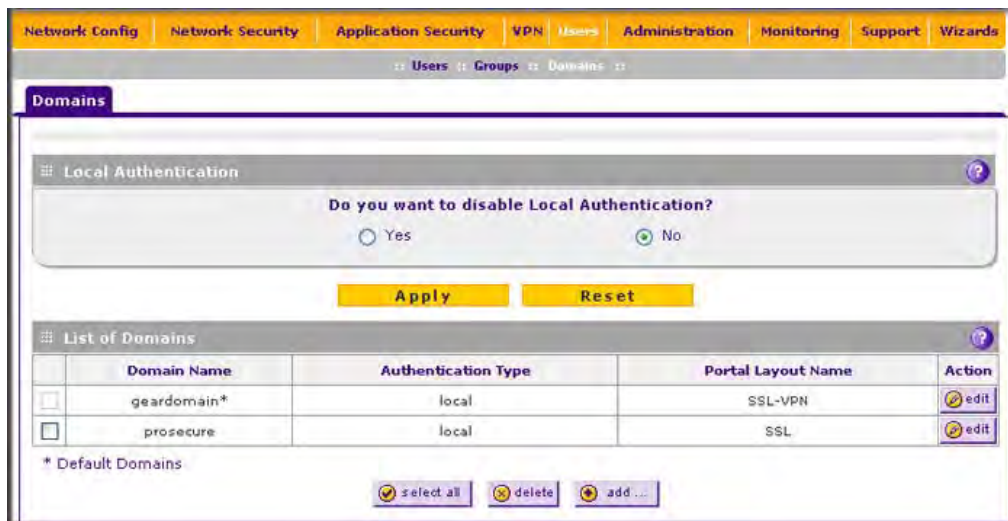 Network Config Network Security Application Security VPN Users Administration Monitoring Support Wizards
:: Users :: Groups :: Domains ::
Domains
Local Authentication
Do you want to disable Local Authentication?
Yes No
Apply Reset
List of Domains
Domain Name Authentication Type Portal Layout Name Action
geardomain* local SSL-VPN edit
prosecure local SSL edit
* Default Domains
select all delete add ...